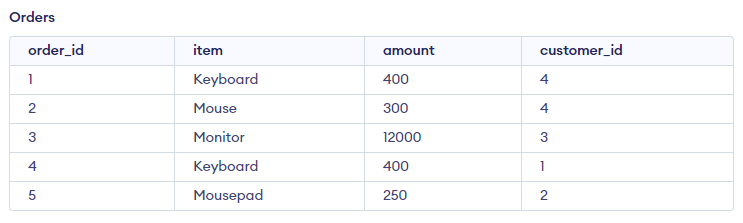 Orders
order_id item amount customer_id
1 Keyboard 400 4
2 Mouse 300 4
3 Monitor 12000 3
4 Keyboard 400 1
5 Mousepad 250 2